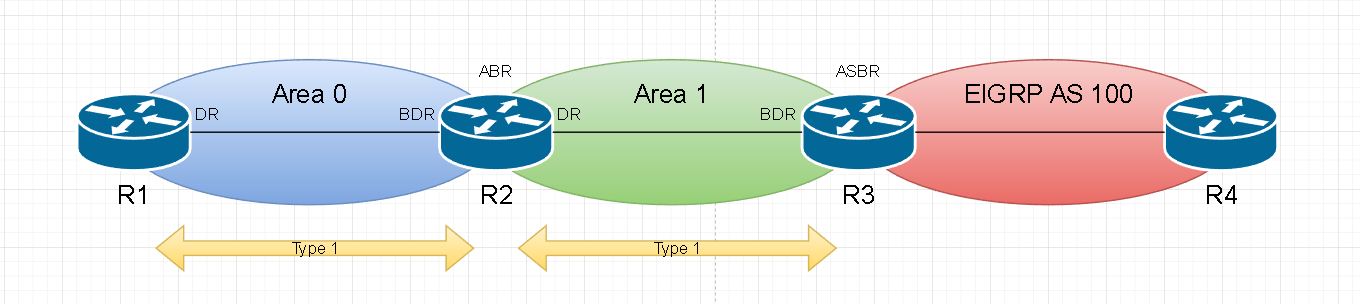 ABR
ASBR
Area 0
Area 1
EIGRP AS 100
DR
BDR
DR
BDR
R1
R2
R3
R4
Type 1
Type 1